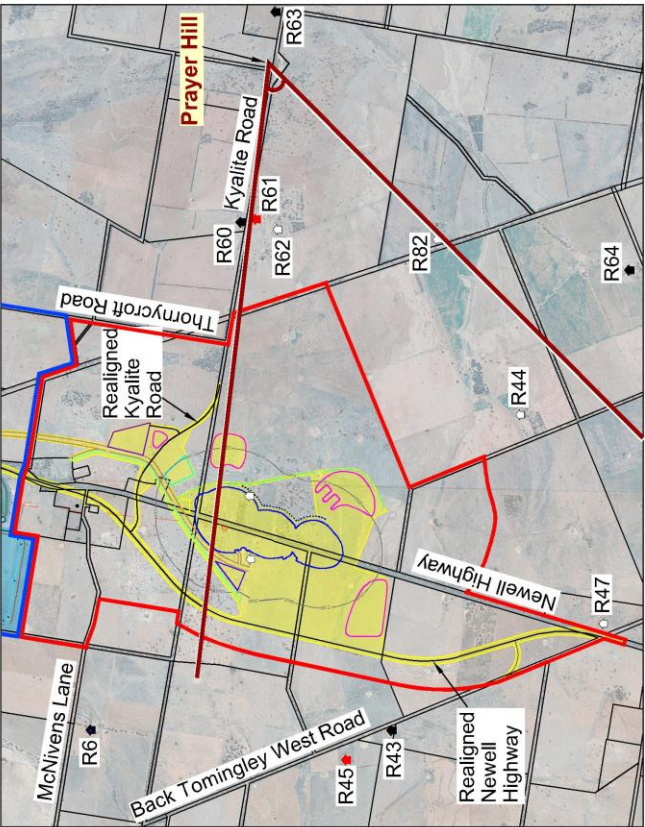 R63
Prayer Hill
Kyalite Road
R60
R61
R62
R82
R64
Thornycroft Road
Realigned
Kyalite
Road
R44
Newell Highway
R47
McNivens Lane
R6
Back Tomingley West Road
R45
R43
Realigned
Newell
Highway